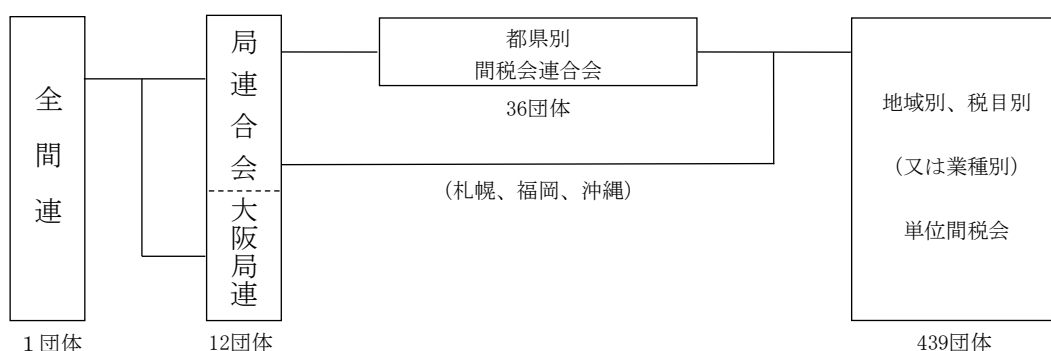 全間連
１団体
局連合会
大阪局連
12団体
都県別
間税会連合会
36団体
(札幌、福岡、沖縄)
地域別、税目別
(又は業種別)
単位間税会
439団体